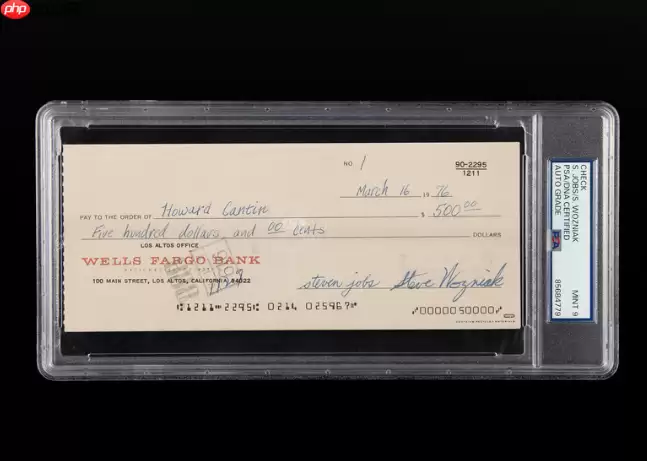 php
NO. 1
90-2295
1211
March 16 1976
PAY TO THE ORDER OF Howard Cantin $ 500 00
Five hundred dollars and 00 cents DOLLARS
LOS ALTOS OFFICE
WELLS FARGO BANK
100 MAIN STREET, LOS ALTOS, CALIFORNIA 94022
steven jobs Steve Wozniak
⑆1211⑉2295⑆ 0214 025967⑈ ⑇0000050000⑇
CHECK
S. JOBS/S. WOZNIAK
PSA/DNA CERTIFIED
AUTO GRADE
PSA
MINT 9
85684779